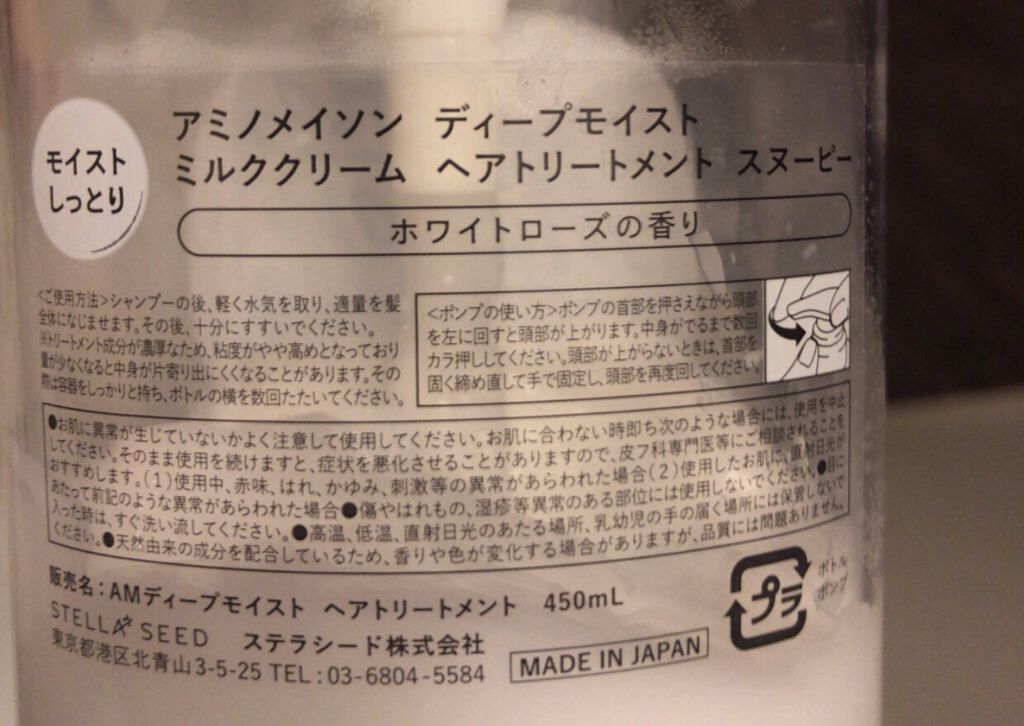 モイスト
しっとり
アミノメイソン ディープモイスト
ミルククリーム ヘアトリートメント スヌーピー
ホワイトローズの香り
<ご使用方法>シャンプーの後、軽く水気を取り、適量を髪
全体になじませます。その後、十分にすすいでください。
※トリートメント成分が濃厚なため、粘度がやや高めとなっており
量が少なくなると中身が片寄り出にくくなることがあります。その
際は容器をしっかりと持ち、ボトルの横を数回たたいてください。
<ポンプの使い方>ポンプの首部を押さえながら頭部
を左に回すと頭部が上がります。中身がでるまで数回
カラ押ししてください。頭部が上がらないときは、首部を
固く締め直して手で固定し、頭部を再度回してください。
●お肌に異常が生じていないかよく注意して使用してください。お肌に合わない時即ち次のような場合には、使用を中止
してください。そのまま使用を続けますと、症状を悪化させることがありますので、皮フ科専門医等にご相談されることを
おすすめします。(1)使用中、赤味、はれ、かゆみ、刺激等の異常があらわれた場合(2)使用したお肌に、直射日光が
あたって前記のような異常があらわれた場合●傷やはれもの、湿疹等異常のある部位には使用しないでください。●目に
入った時は、すぐ洗い流してください。●高温、低温、直射日光のあたる場所、乳幼児の手の届く場所には保管しないで
ください。●天然由来の成分を配合しているため、香りや色が変化する場合がありますが、品質には問題ありません。
販売名:AMディープモイスト ヘアトリートメント 450mL
STELLA SEED ステラシード株式会社
東京都港区北青山3-5-25 TEL:03-6804-5584
MADE IN JAPAN
プラ
ボトル
ポンプ